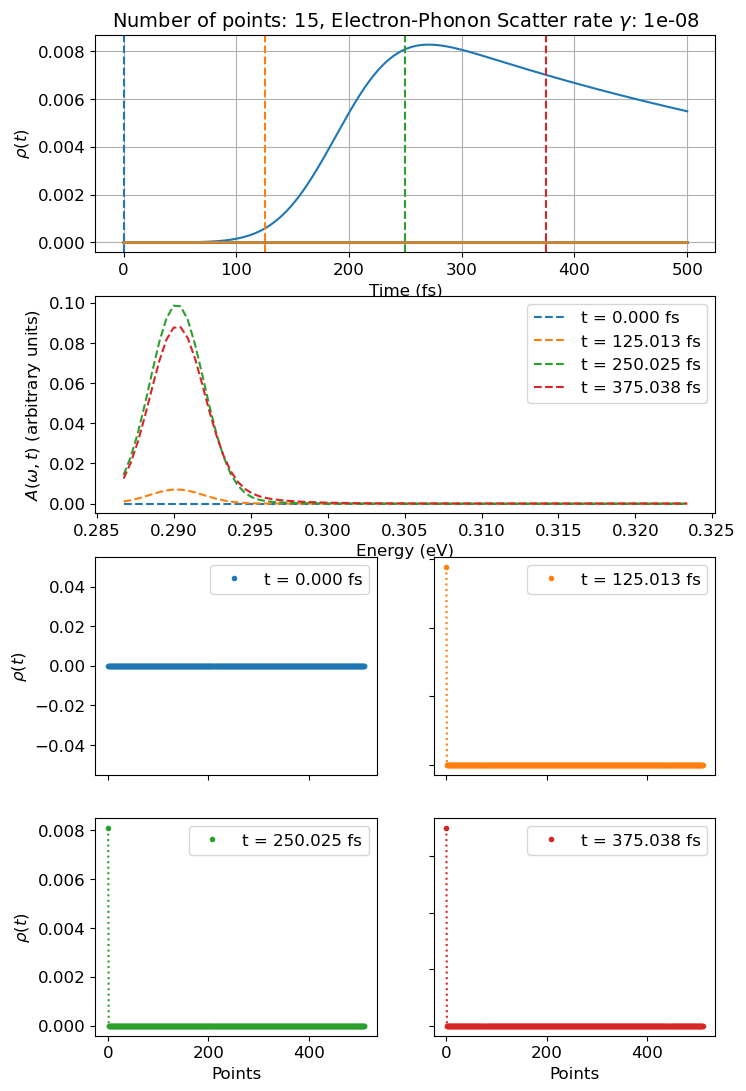 Number of points: 15, Electron-Phonon Scatter rate γ: 1e-08
0.008
0.006
0.004
0.002
0.000
ρ(t)
0 100 200 300 400 500
Time (fs)
0.10
0.08
0.06
0.04
0.02
0.00
A(ω, t) (arbitrary units)
t = 0.000 fs
t = 125.013 fs
t = 250.025 fs
t = 375.038 fs
0.285 0.290 0.295 0.300 0.305 0.310 0.315 0.320 0.325
Energy (eV)
0.04
0.02
0.00
−0.02
−0.04
ρ(t)
t = 0.000 fs
t = 125.013 fs
0.008
0.006
0.004
0.002
0.000
ρ(t)
t = 250.025 fs
0 200 400
Points
t = 375.038 fs
0 200 400
Points